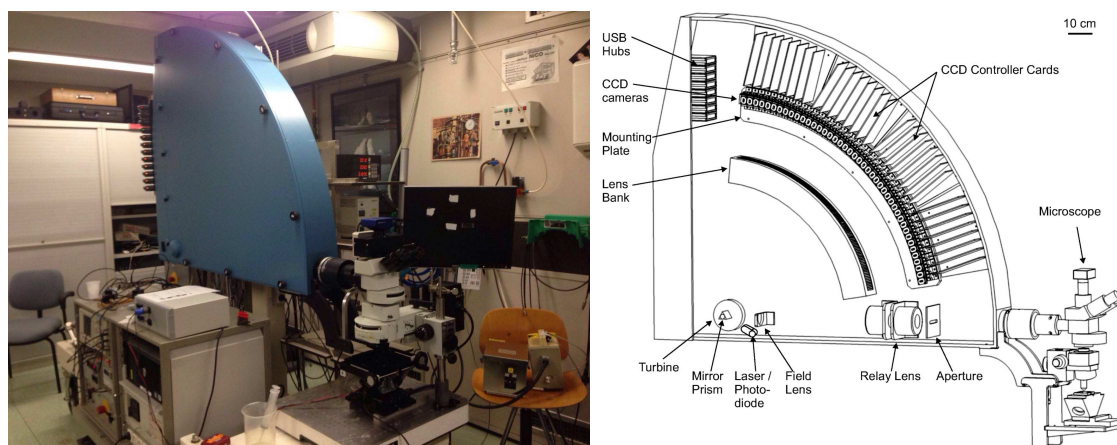 10 cm
USB
Hubs
CCD
cameras
Mounting
Plate
Lens
Bank
CCD Controller Cards
Microscope
Turbine
Mirror
Prism
Laser /
Photo-
diode
Field
Lens
Relay Lens
Aperture